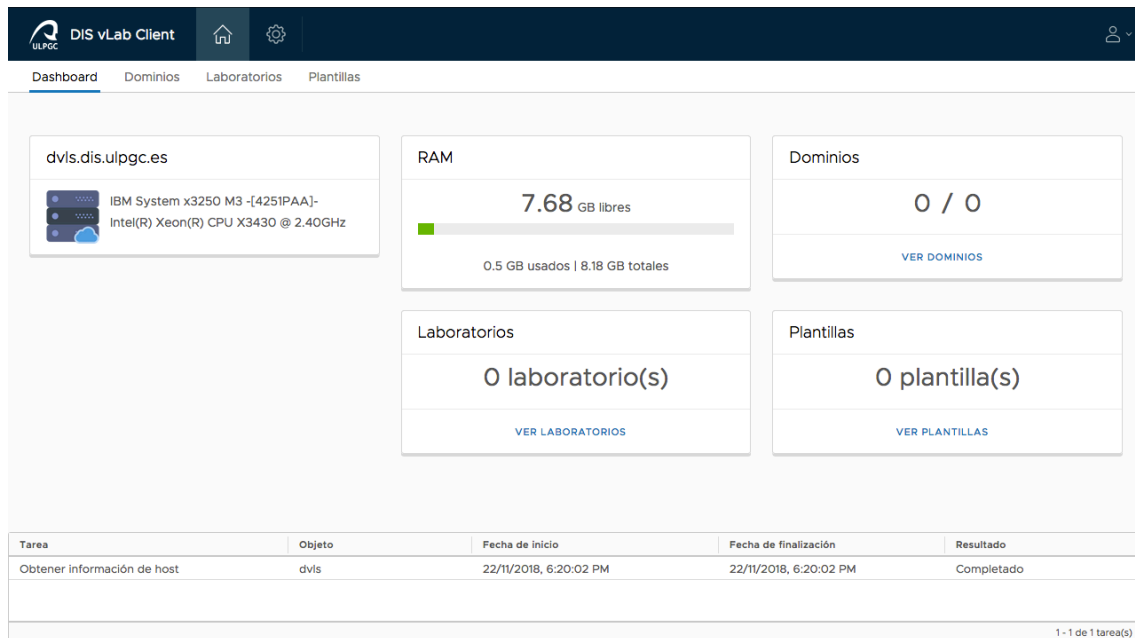 ULPGC
DIS vLab Client
Dashboard Dominios Laboratorios Plantillas
dvls.dis.ulpgc.es
IBM System x3250 M3 -[4251PAA]-
Intel(R) Xeon(R) CPU X3430 @ 2.40GHz
RAM
7.68 GB libres
0.5 GB usados | 8.18 GB totales
Dominios
0 / 0
VER DOMINIOS
Laboratorios
0 laboratorio(s)
VER LABORATORIOS
Plantillas
0 plantilla(s)
VER PLANTILLAS
Tarea Objeto Fecha de inicio Fecha de finalización Resultado
Obtener información de host dvls 22/11/2018, 6:20:02 PM 22/11/2018, 6:20:02 PM Completado
1 - 1 de 1 tarea(s)